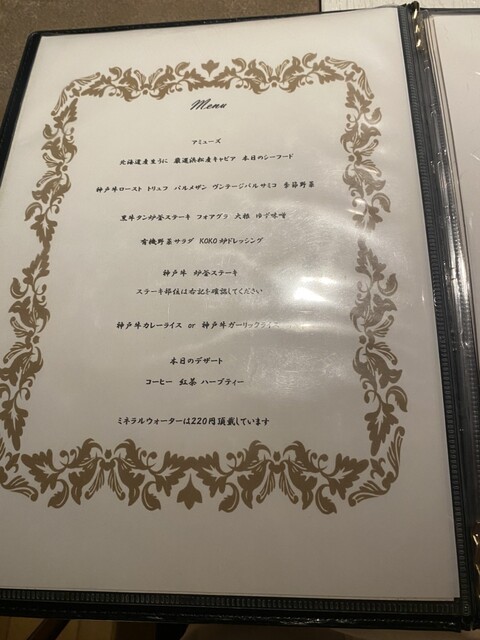 Menu
アミューズ
北海道産生うに 厳選浜松産キャビア 本日のシーフード
神戸牛ロースト トリュフ パルメザン ヴンテージバルサミコ 季節野菜
黒牛タン炉釜ステーキ フォアグラ 大根 ゆず味噌
有機野菜サラダ KOKO炉ドレッシング
神戸牛 炉釜ステーキ
ステーキ部位は右記を確認してください
神戸牛カレーライス or 神戸牛ガーリックライス
本日のデザート
コーヒー 紅茶 ハーブティー
ミネラルウォーターは220円頂戴しています